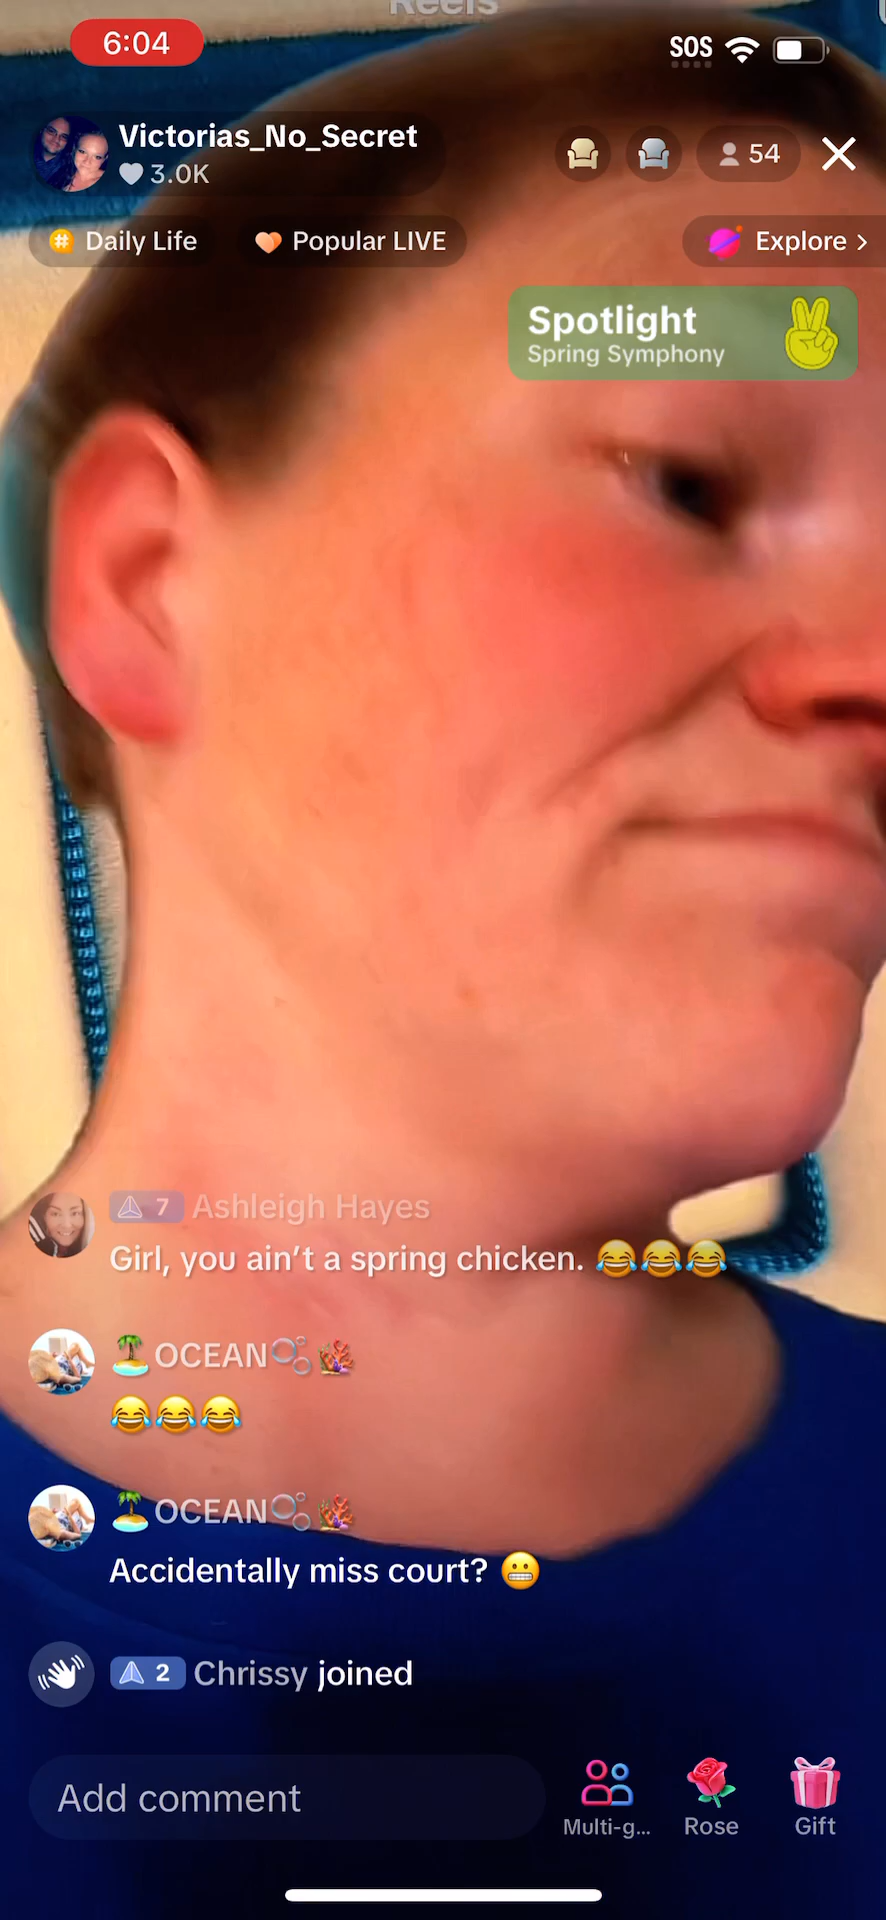 Reels
6:04 SOS
Victorias_No_Secret
3.0K
54
Daily Life
Popular LIVE
Explore >
Spotlight
Spring Symphony
7 Ashleigh Hayes
Girl, you ain't a spring chicken. 😂😂😂
🏝️OCEAN🫧🪸
😂😂😂
🏝️OCEAN🫧🪸
Accidentally miss court? 😬
2 Chrissy joined
Add comment
Multi-g...
Rose
Gift